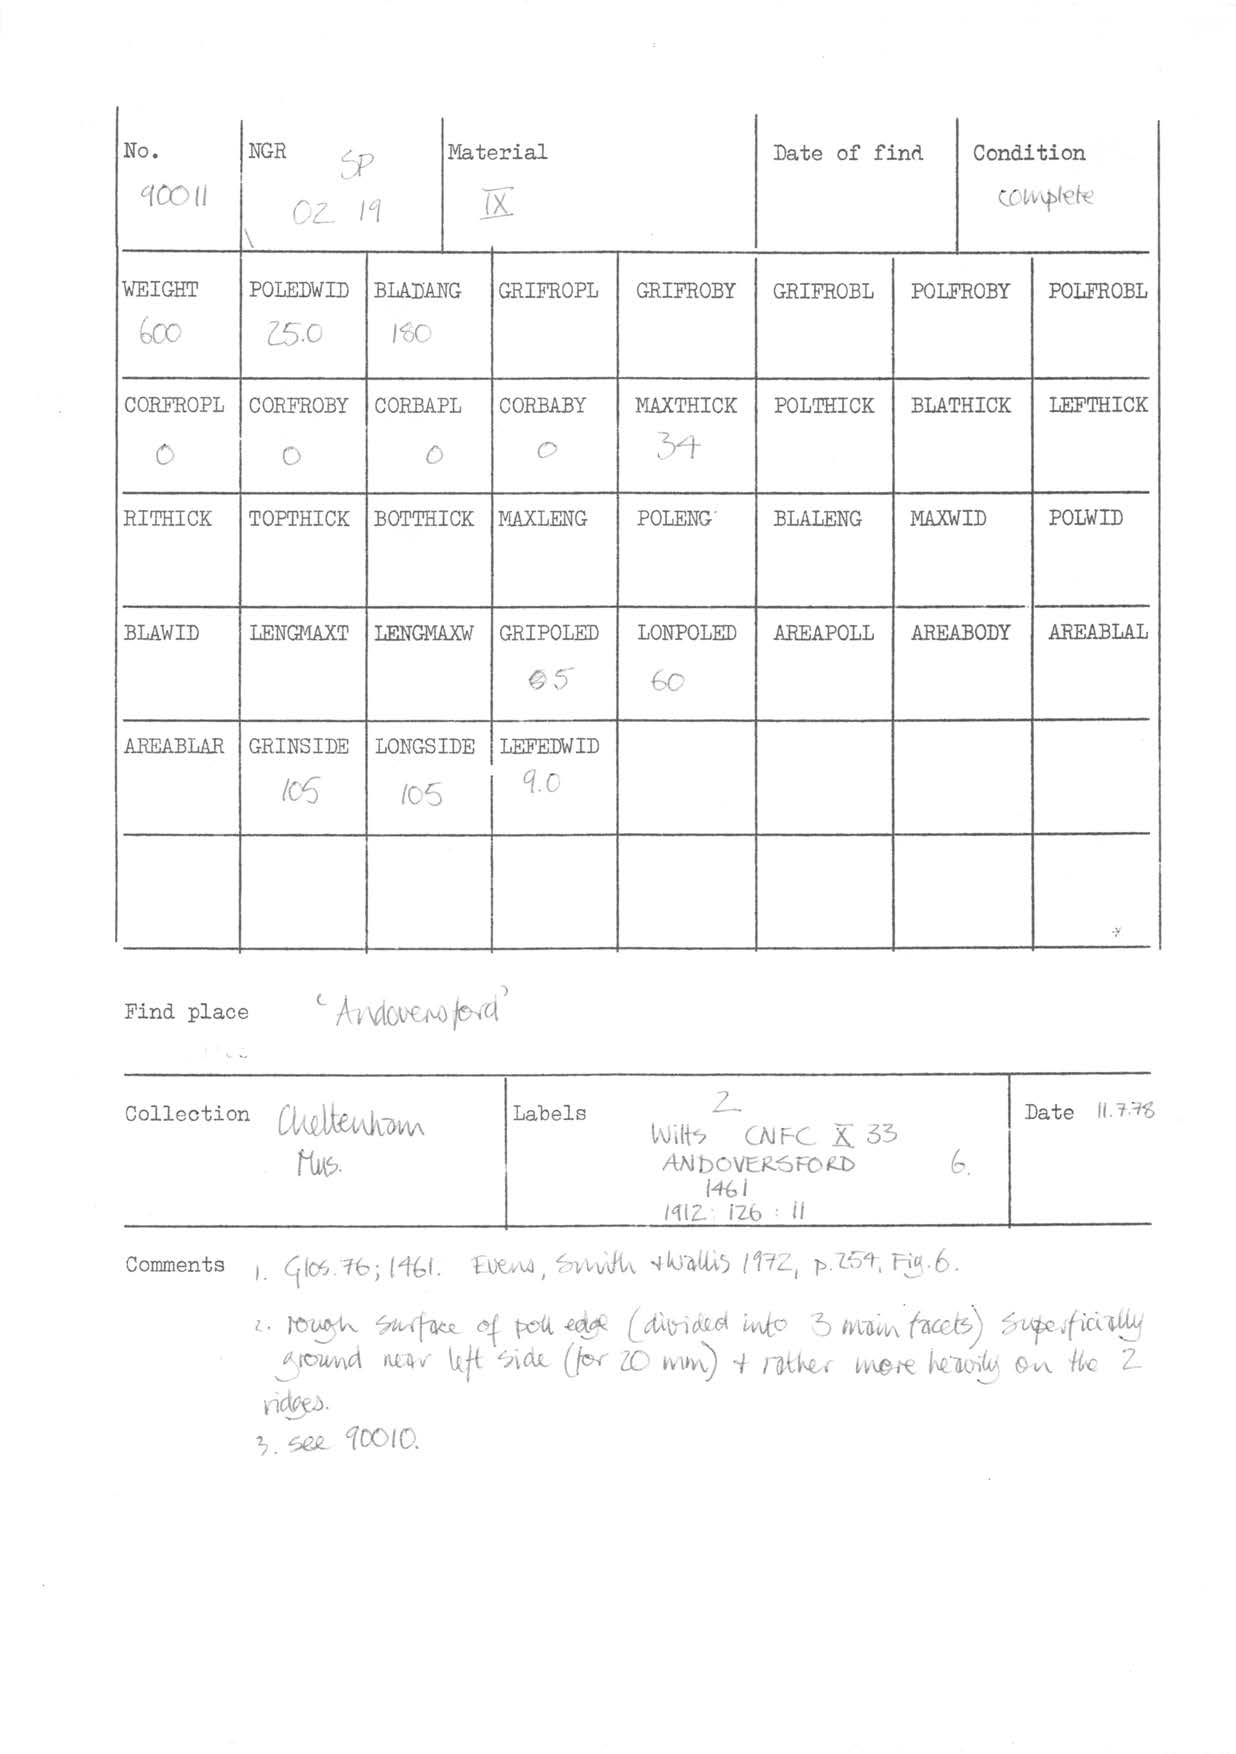 No. NGR SP Material Date of find Condition
90011 02 19 IX complete
WEIGHT POLEDWID BLADANG GRIFROPL GRIFROBY GRIFROBL POLFROBY POLFROBL
600 25.0 180
CORFROPL CORFROBY CORBAPL CORBABY MAXTHICK POLTHICK BLATHICK LEFTHICK
0 0 0 0 34
RITHICK TOPTHICK BOTTHICK MAXLENG POLENG BLALENG MAXWID POLWID
BLAWID LENGMAXT LENGMAXW GRIPOLED LONPOLED AREAPOLL AREABODY AREABLAL
5 60
AREABLAR GRINSIDE LONGSIDE LEFEDWID
105 105 9.0
Find place 'Andoversford'
Collection Cheltenham Mus.
Labels 2
Wilts CNFC X 33
ANDOVERSFORD 6.
1461
1912 : 126 : 11
Date 11.7.78
Comments 1. Glos. 76; 1461. Evens, Smith + Wallis 1972, p.254, Fig. 6.
2. rough surface of poll edge (divided into 3 main facets) superficially
ground near left side (for 20 mm) + rather more heavily on the 2
ridges.
3. see 90010.